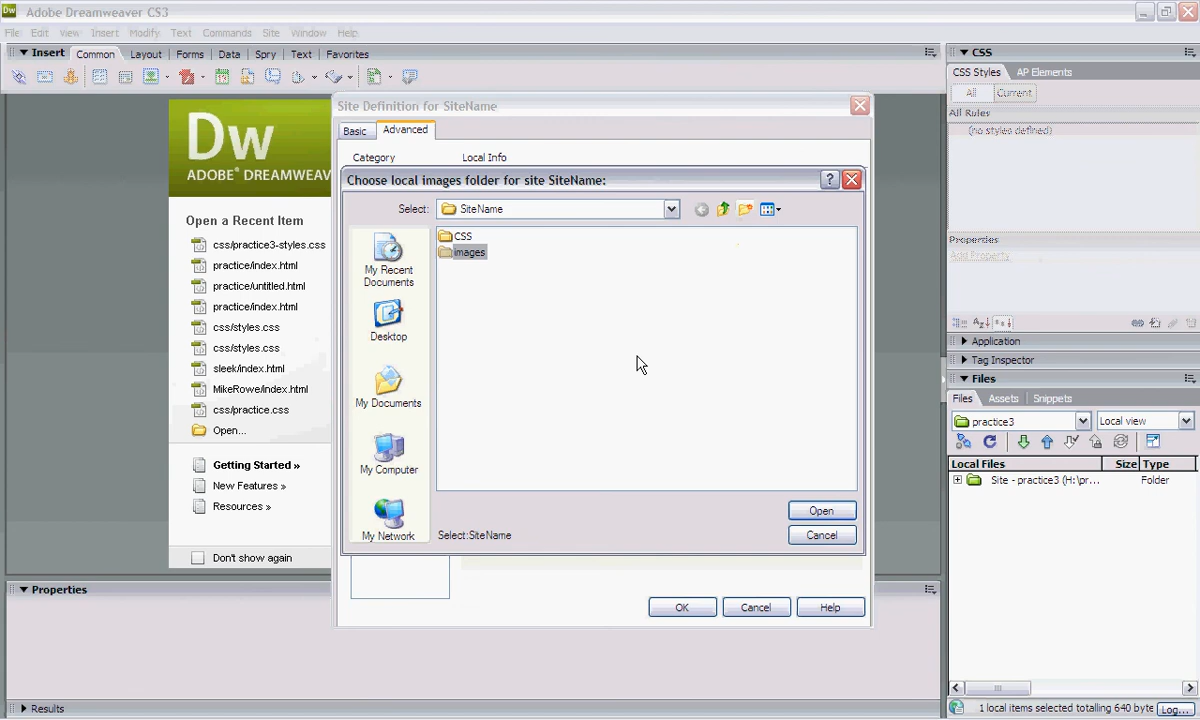 Dw Adobe Dreamweaver CS3
File Edit View Insert Modify Text Commands Site Window Help
Insert Common Layout Forms Data Spry Text Favorites
CSS
CSS Styles AP Elements
All Current
All Rules
(no styles defined)
Properties
Add Property
Application
Tag Inspector
Files
Files Assets Snippets
practice3 Local view
Local Files Size Type
Site - practice3 (H:\pr... Folder
1 local items selected totalling 640 byte Log...
Dw
ADOBE® DREAMWEAV
Open a Recent Item
css/practice3-styles.css
practice/index.html
practice/untitled.html
practice/index.html
css/styles.css
css/styles.css
sleek/index.html
MikeRowe/index.html
css/practice.css
Open...
Getting Started »
New Features »
Resources »
Don't show again
Site Definition for SiteName
Basic Advanced
Category Local Info
Choose local images folder for site SiteName:
Select: SiteName
CSS
images
My Recent
Documents
Desktop
My Documents
My Computer
My Network
Select:SiteName
Open
Cancel
OK Cancel Help
Properties
Results